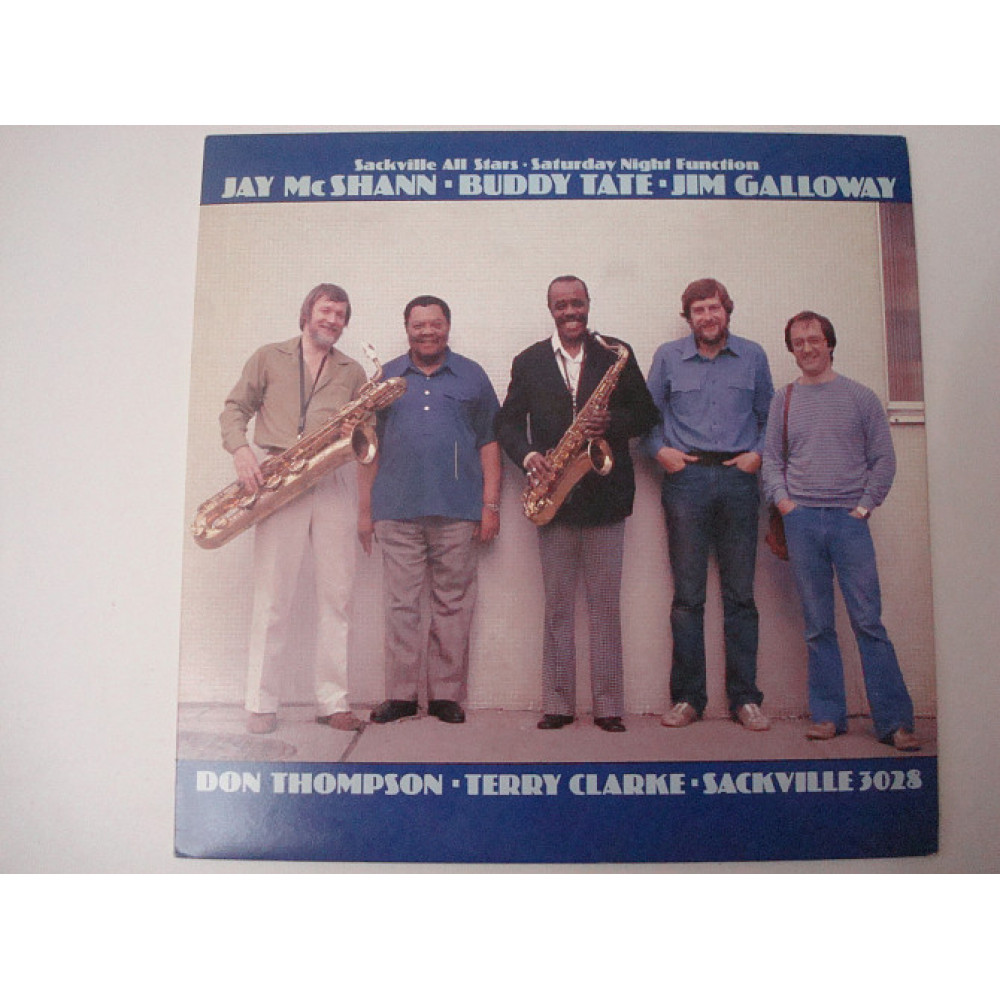 Sackville All Stars · Saturday Night Function
JAY McSHANN · BUDDY TATE · JIM GALLOWAY
DON THOMPSON · TERRY CLARKE · SACKVILLE 3028